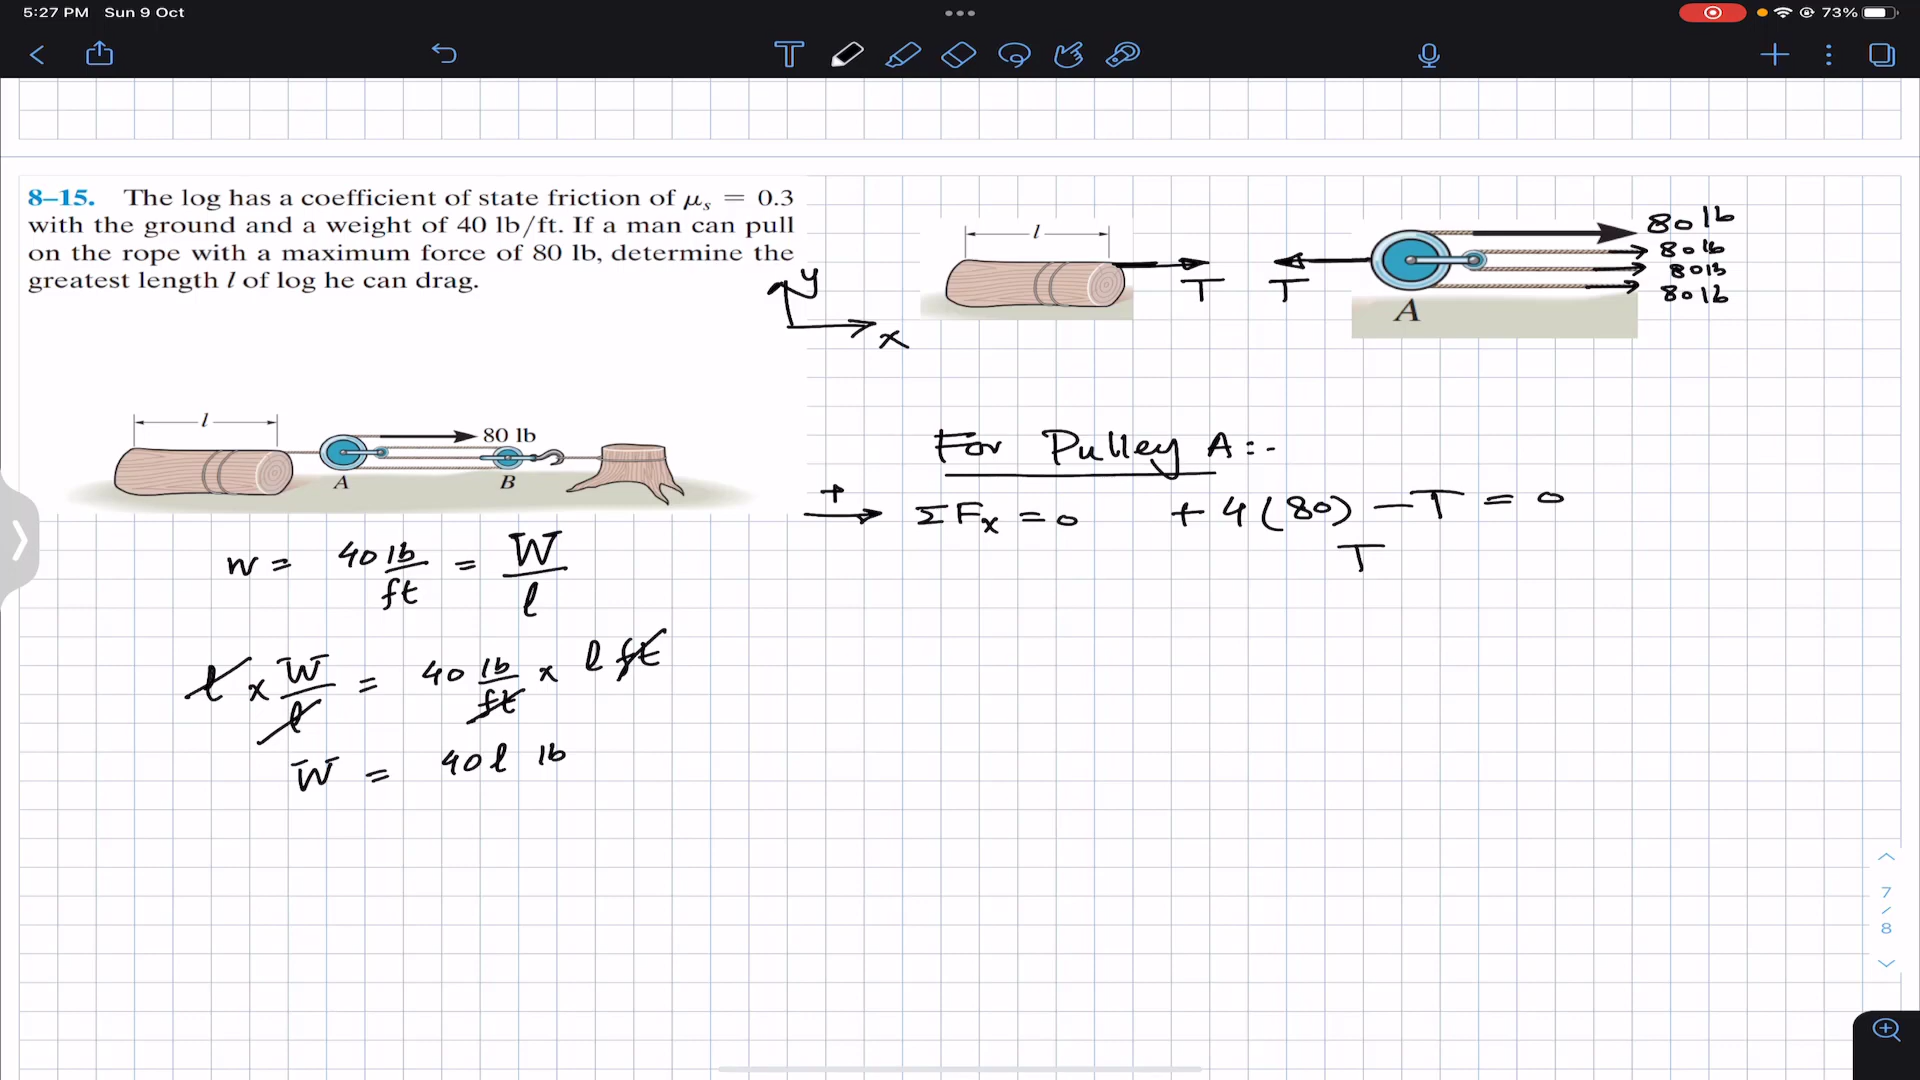 5:27 PM Sun 9 Oct
73%
8–15. The log has a coefficient of state friction of μs = 0.3
with the ground and a weight of 40 lb/ft. If a man can pull
on the rope with a maximum force of 80 lb, determine the
greatest length l of log he can drag.
y
x
l
T
T
A
80 lb
80 lb
80 lb
80 lb
l
80 lb
A
B
w = 40 lb/ft = W/l
l × W/l = 40 lb/ft × l ft
W = 40 l lb
For Pulley A:-
+ → ΣFx = 0 + 4 (80) - T = 0
T
7
/
8